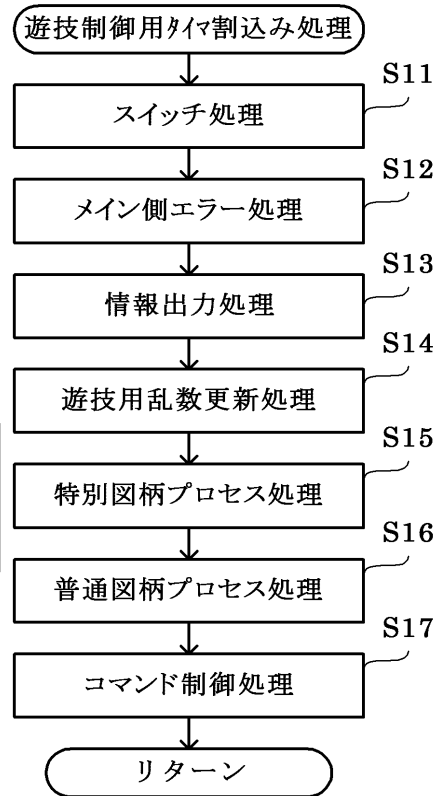 遊技制御用タイマ割込み処理
S11
スイッチ処理
S12
メイン側エラー処理
S13
情報出力処理
S14
遊技用乱数更新処理
S15
特別図柄プロセス処理
S16
普通図柄プロセス処理
S17
コマンド制御処理
リターン